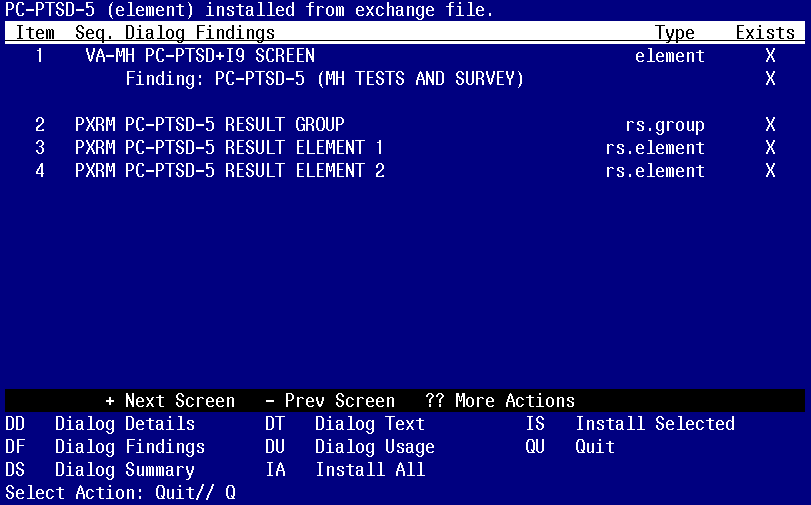 PC-PTSD-5 (element) installed from exchange file.
Item  Seq. Dialog Findings  Type  Exists
1  VA-MH PC-PTSD+I9 SCREEN  element  X
Finding: PC-PTSD-5 (MH TESTS AND SURVEY)  X
2  PXRM PC-PTSD-5 RESULT GROUP  rs.group  X
3  PXRM PC-PTSD-5 RESULT ELEMENT 1  rs.element  X
4  PXRM PC-PTSD-5 RESULT ELEMENT 2  rs.element  X
+ Next Screen  - Prev Screen  ?? More Actions
DD  Dialog Details  DT  Dialog Text  IS  Install Selected
DF  Dialog Findings  DU  Dialog Usage  QU  Quit
DS  Dialog Summary  IA  Install All
Select Action: Quit// Q